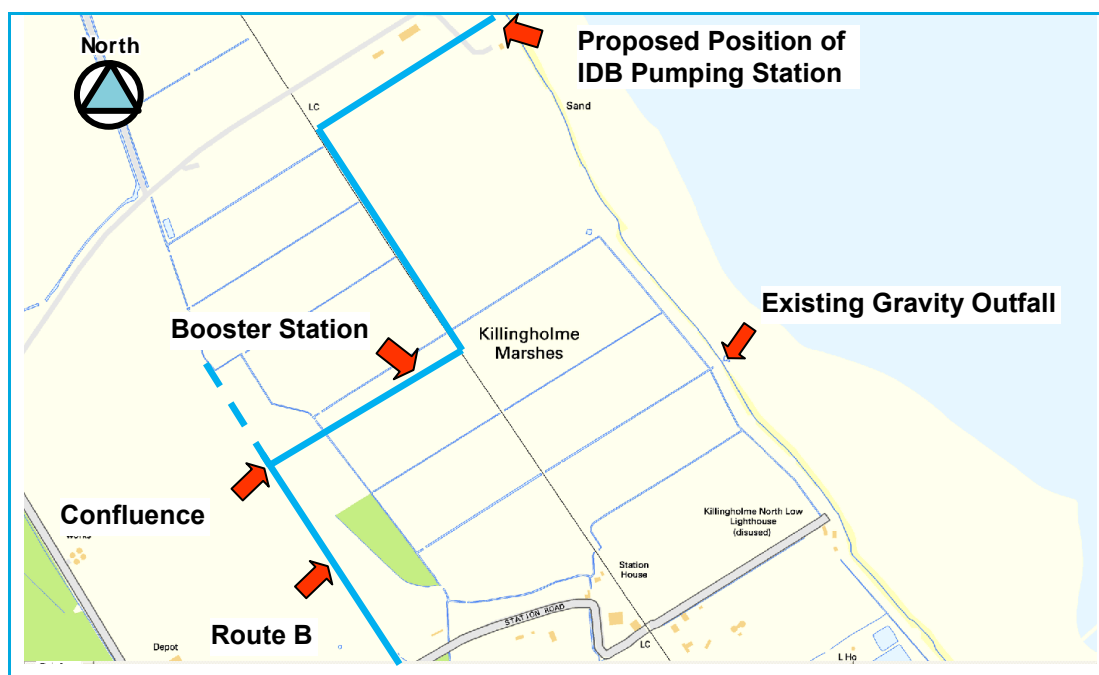 North
Proposed Position of
IDB Pumping Station
LC
Sand
Existing Gravity Outfall
Booster Station
Killingholme
Marshes
Confluence
works
Killingholme North Low
Lighthouse
(disused)
Station
House
STATION ROAD
Route B
Depot
LC
L Ho